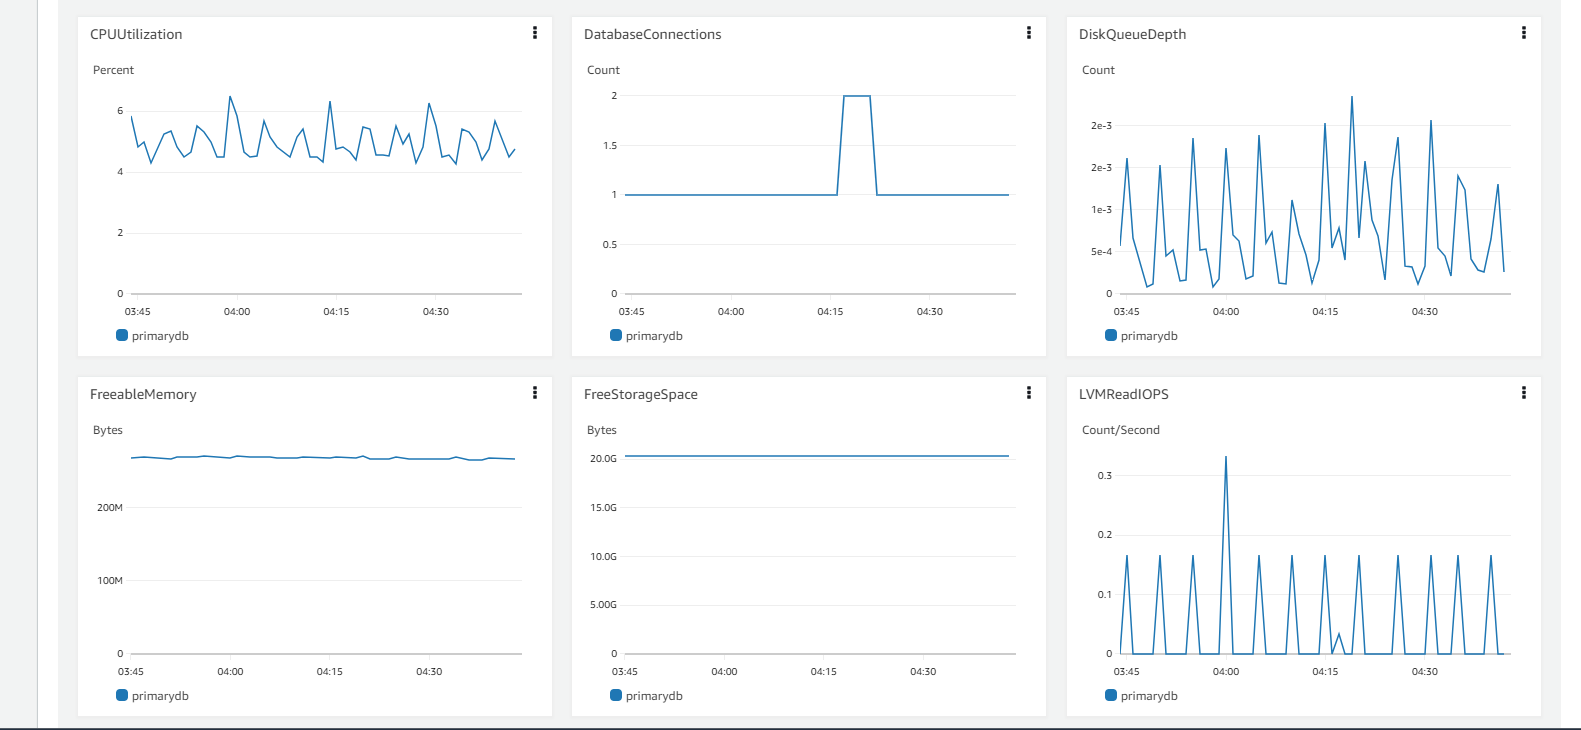 CPUUtilization
Percent
6
4
2
0
03:45 04:00 04:15 04:30
primarydb
DatabaseConnections
Count
2
1.5
1
0.5
0
03:45 04:00 04:15 04:30
primarydb
DiskQueueDepth
Count
2e-3
2e-3
1e-3
5e-4
0
03:45 04:00 04:15 04:30
primarydb
FreeableMemory
Bytes
200M
100M
0
03:45 04:00 04:15 04:30
primarydb
FreeStorageSpace
Bytes
20.0G
15.0G
10.0G
5.00G
0
03:45 04:00 04:15 04:30
primarydb
LVMReadIOPS
Count/Second
0.3
0.2
0.1
0
03:45 04:00 04:15 04:30
primarydb